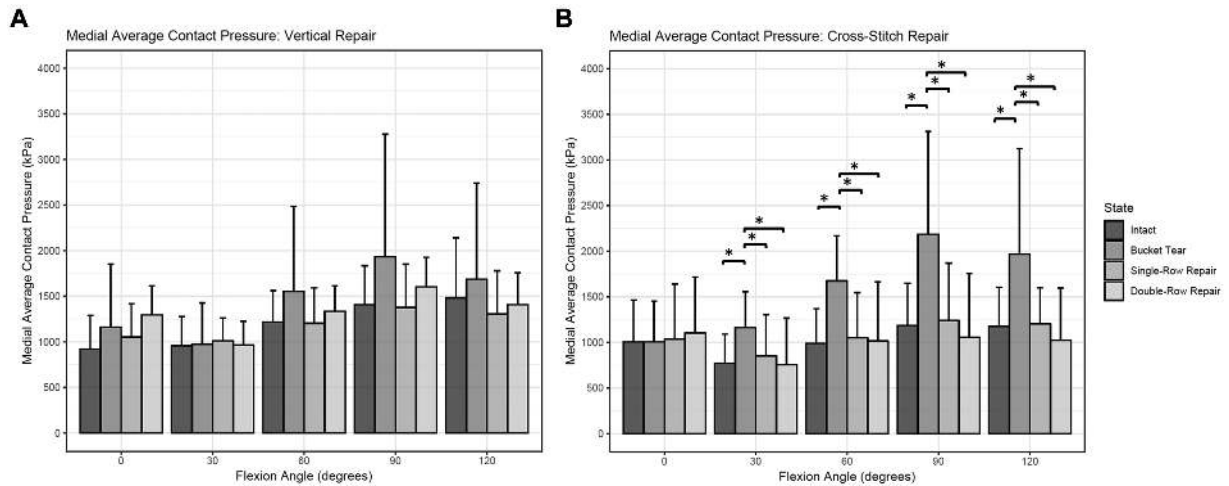 A
Medial Average Contact Pressure: Vertical Repair
Medial Average Contact Pressure (kPa)
4000
3500
3000
2500
2000
1500
1000
500
0
0 30 60 90 120
Flexion Angle (degrees)
B
Medial Average Contact Pressure: Cross-Stitch Repair
Medial Average Contact Pressure (kPa)
4000
3500
3000
2500
2000
1500
1000
500
0
* * *
* * *
* * *
* * *
0 30 60 90 120
Flexion Angle (degrees)
State
Intact
Bucket Tear
Single-Row Repair
Double-Row Repair